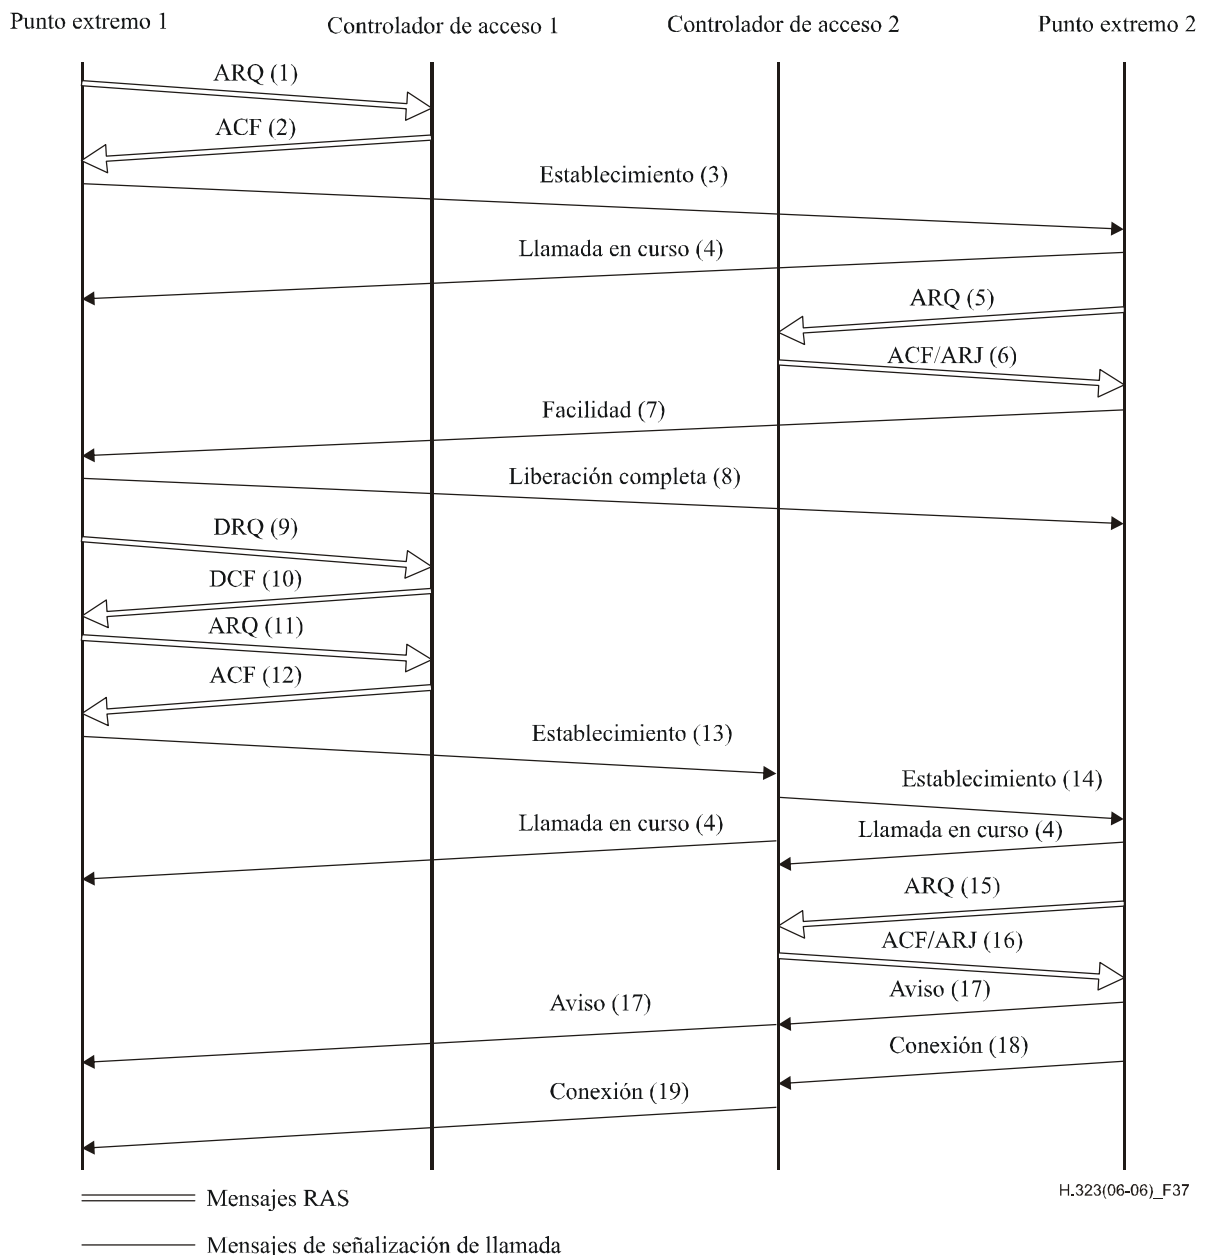 Punto extremo 1
Controlador de acceso 1
Controlador de acceso 2
Punto extremo 2
ARQ (1)
ACF (2)
Establecimiento (3)
Llamada en curso (4)
ARQ (5)
ACF/ARJ (6)
Facilidad (7)
Liberación completa (8)
DRQ (9)
DCF (10)
ARQ (11)
ACF (12)
Establecimiento (13)
Establecimiento (14)
Llamada en curso (4)
Llamada en curso (4)
ARQ (15)
ACF/ARJ (16)
Aviso (17)
Aviso (17)
Conexión (18)
Conexión (19)
H.323(06-06)_F37
Mensajes RAS
Mensajes de señalización de llamada